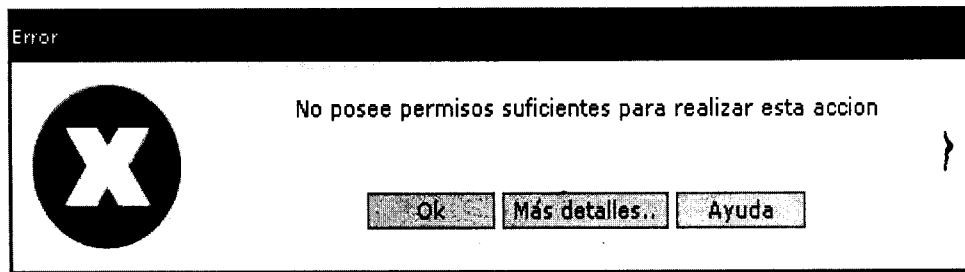 Error
No posee permisos suficientes para realizar esta accion
Ok Más detalles.. Ayuda